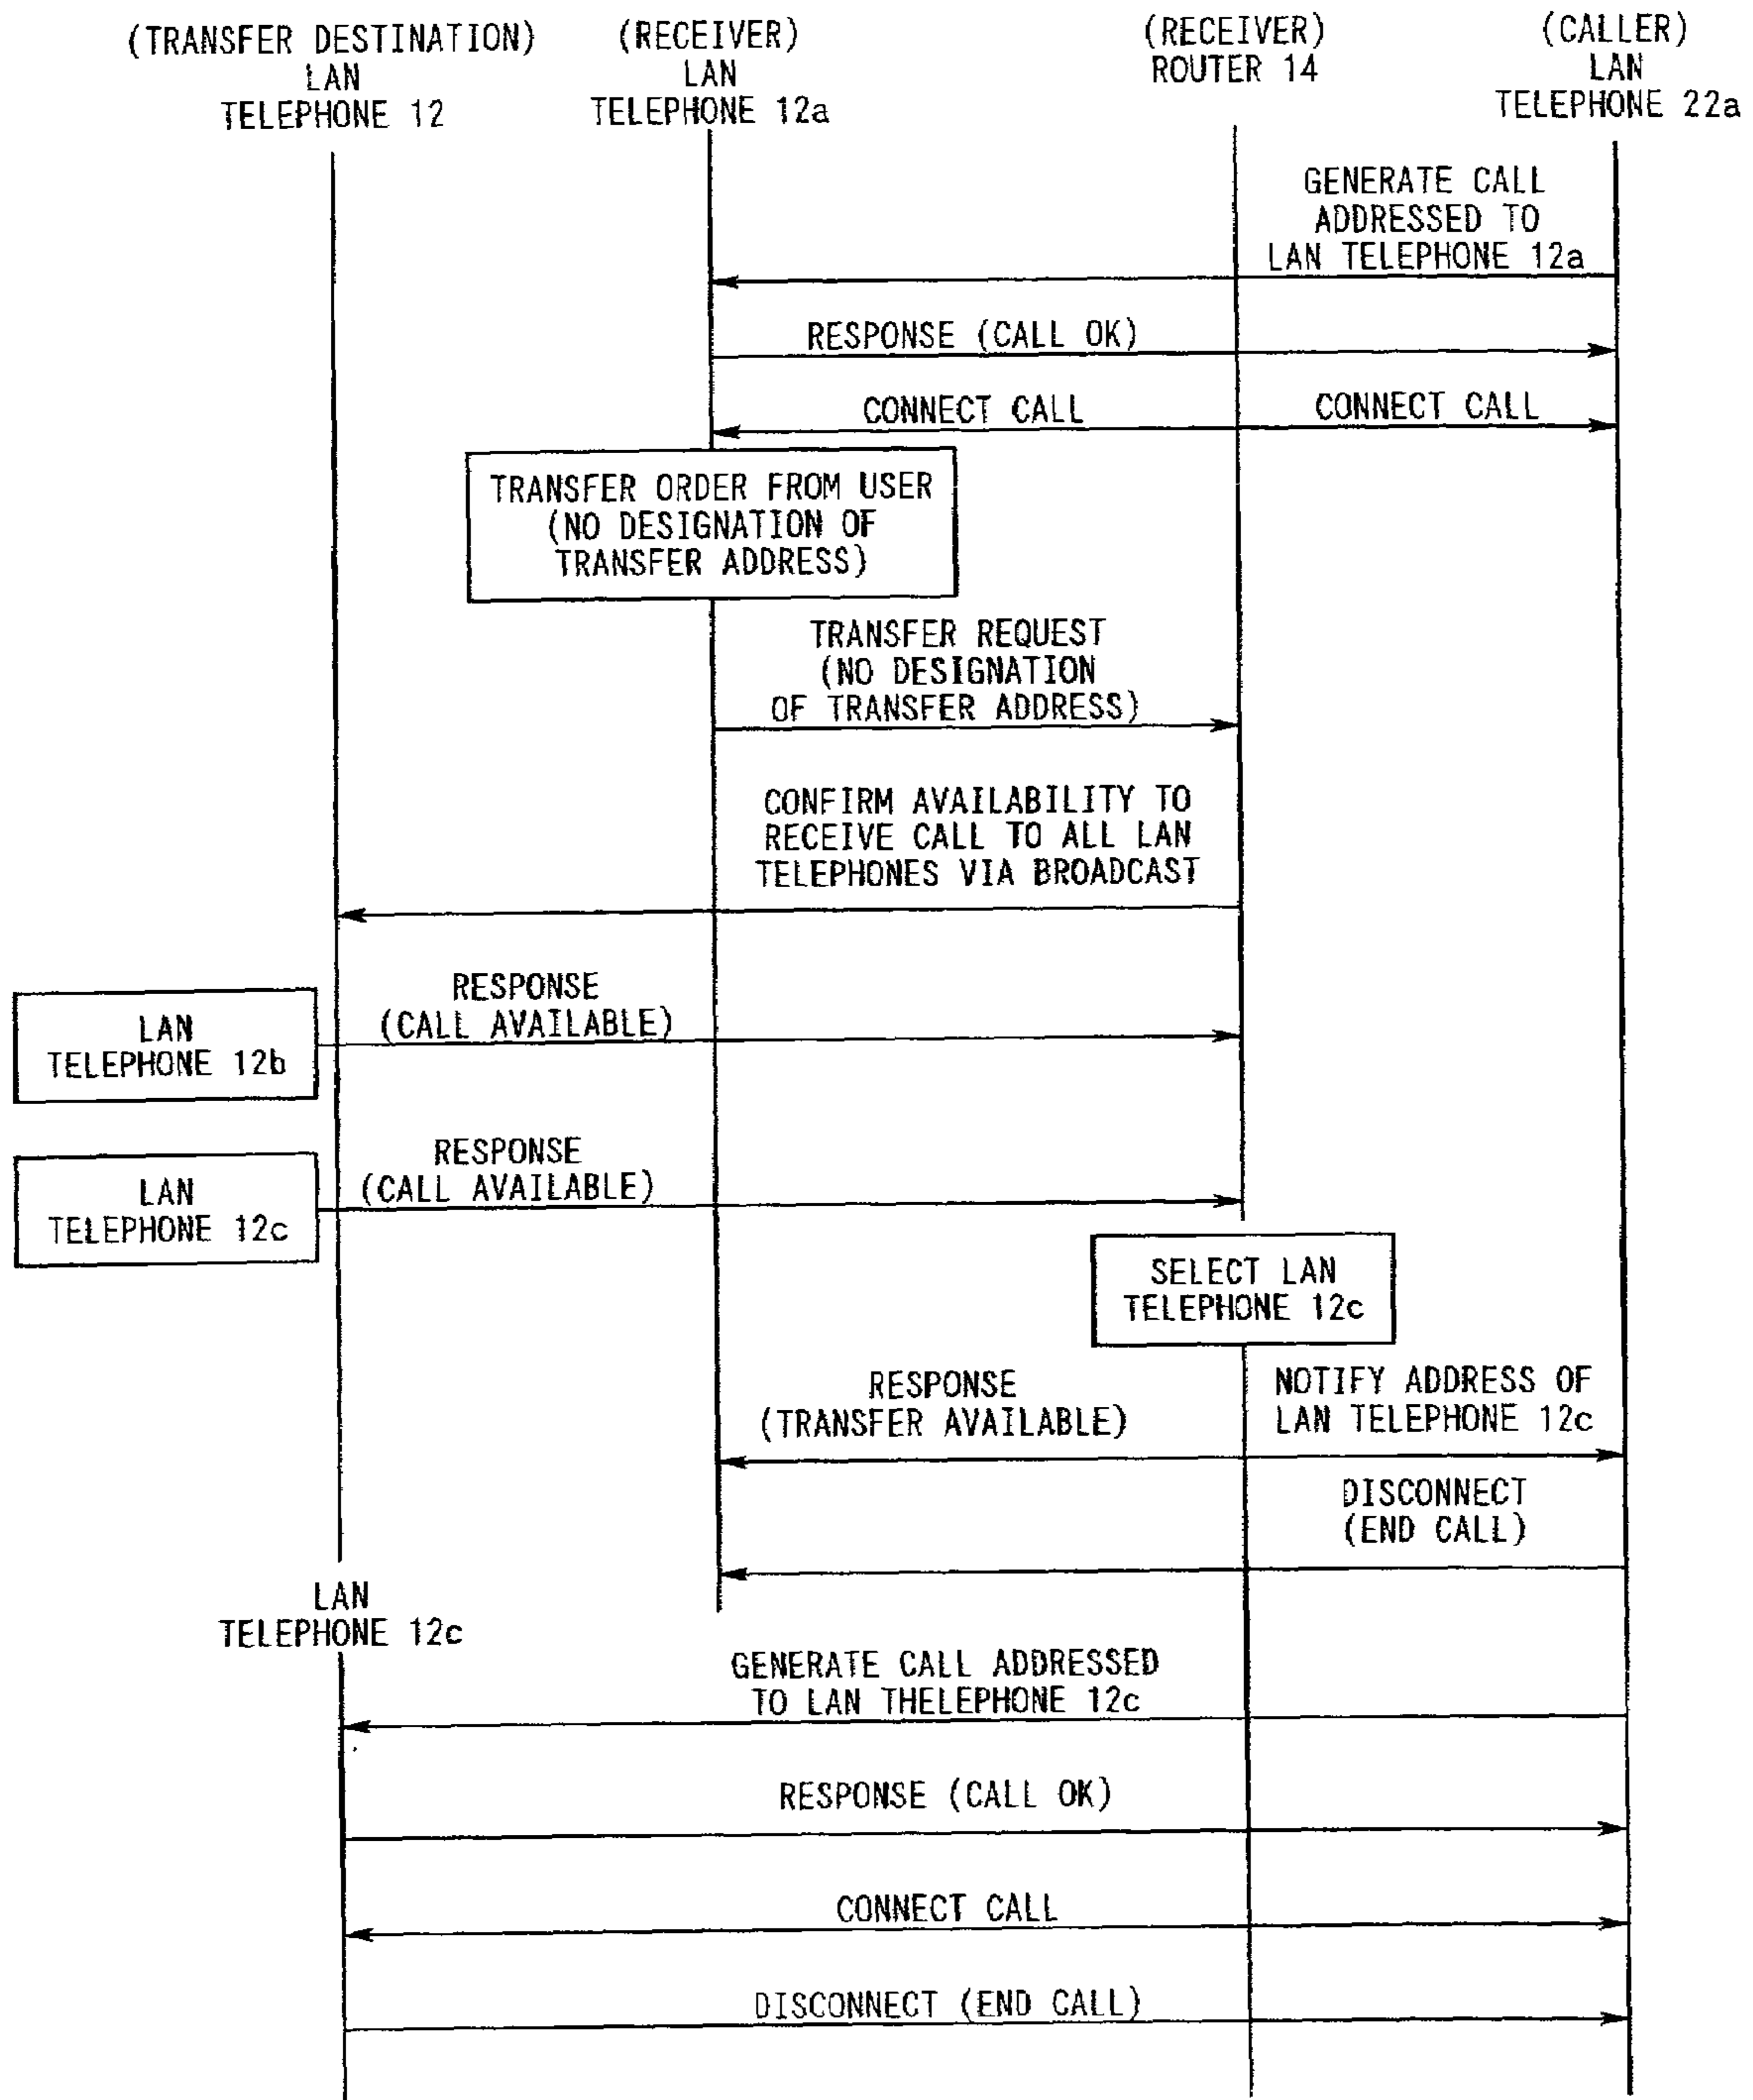 (TRANSFER DESTINATION)
LAN
TELEPHONE 12
(RECEIVER)
LAN
TELEPHONE 12a
(RECEIVER)
ROUTER 14
(CALLER)
LAN
TELEPHONE 22a
GENERATE CALL
ADDRESSED TO
LAN TELEPHONE 12a
RESPONSE (CALL OK)
CONNECT CALL
CONNECT CALL
TRANSFER ORDER FROM USER
(NO DESIGNATION OF
TRANSFER ADDRESS)
TRANSFER REQUEST
(NO DESIGNATION
OF TRANSFER ADDRESS)
CONFIRM AVAILABILITY TO
RECEIVE CALL TO ALL LAN
TELEPHONES VIA BROADCAST
LAN
TELEPHONE 12b
RESPONSE
(CALL AVAILABLE)
LAN
TELEPHONE 12c
RESPONSE
(CALL AVAILABLE)
SELECT LAN
TELEPHONE 12c
RESPONSE
(TRANSFER AVAILABLE)
NOTIFY ADDRESS OF
LAN TELEPHONE 12c
DISCONNECT
(END CALL)
LAN
TELEPHONE 12c
GENERATE CALL ADDRESSED
TO LAN THELEPHONE 12c
RESPONSE (CALL OK)
CONNECT CALL
DISCONNECT (END CALL)